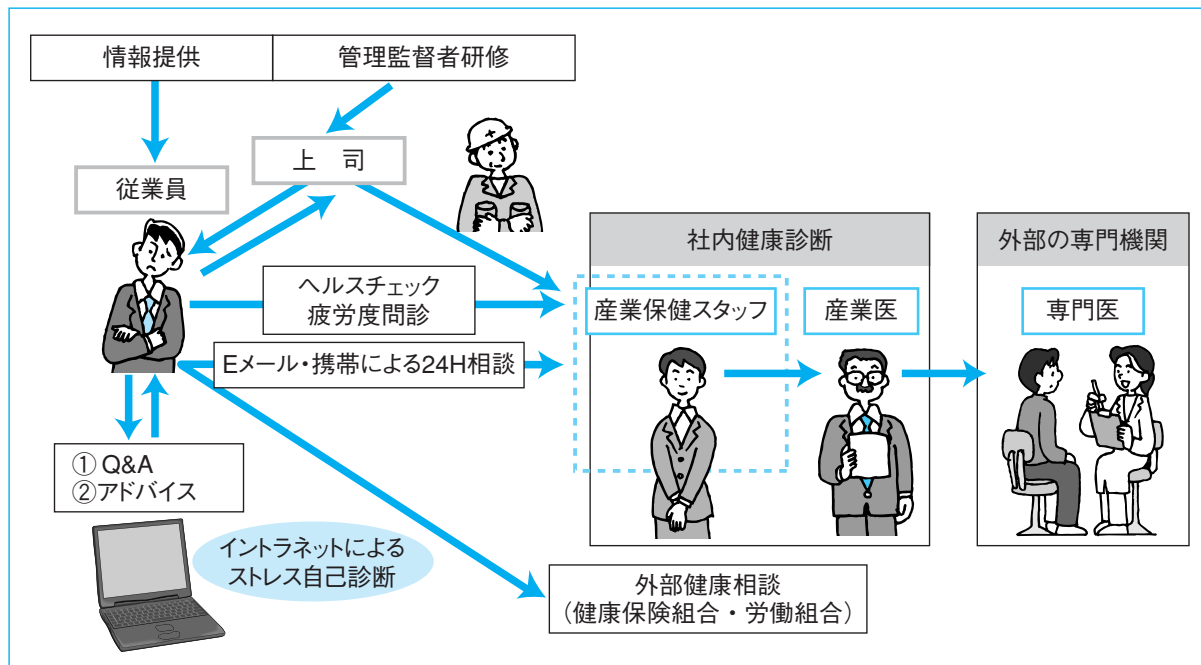 情報提供
管理監督者研修
上 司
従業員
社内健康診断
外部の専門機関
ヘルスチェック
疲労度問診
産業保健スタッフ
産業医
専門医
Eメール・携帯による24H相談
① Q&A
②アドバイス
イントラネットによる
ストレス自己診断
外部健康相談
（健康保険組合・労働組合）